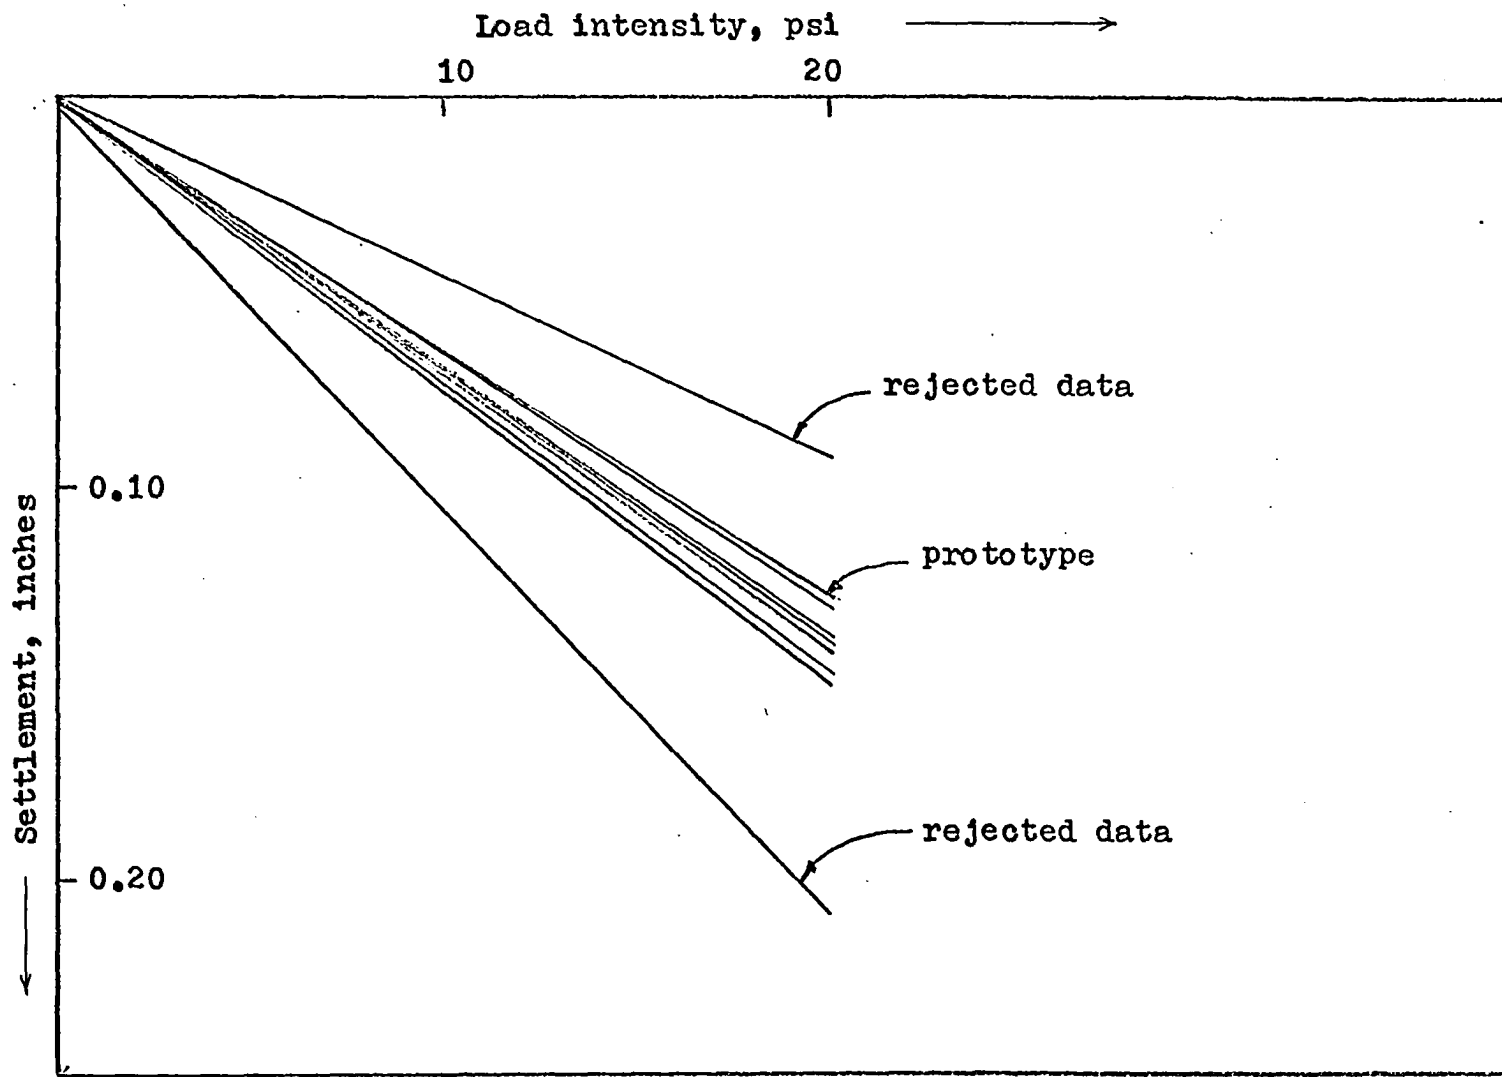 Load intensity, psi
10 20
rejected data
0.10
prototype
Settlement, inches
rejected data
0.20